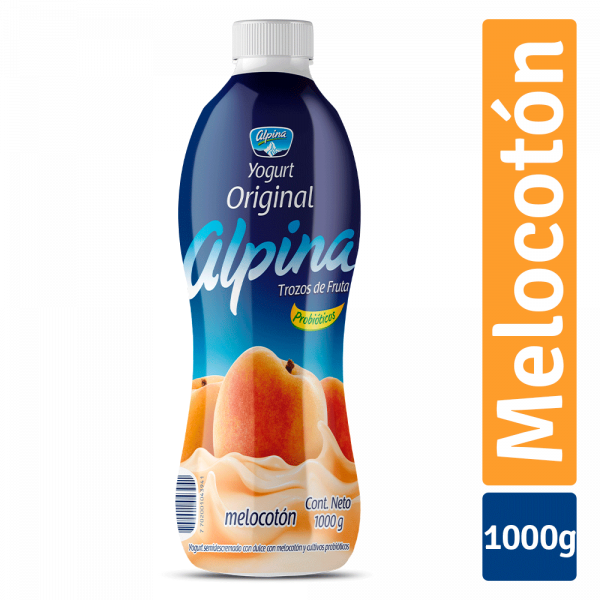 alpina
Yogurt
Original
alpina
Trozos de Fruta
Probióticos
melocotón
Cont. Neto
1000 g
Yogurt semidescremado con dulce con melocotón y cultivos probióticos
Melocotón
1000g